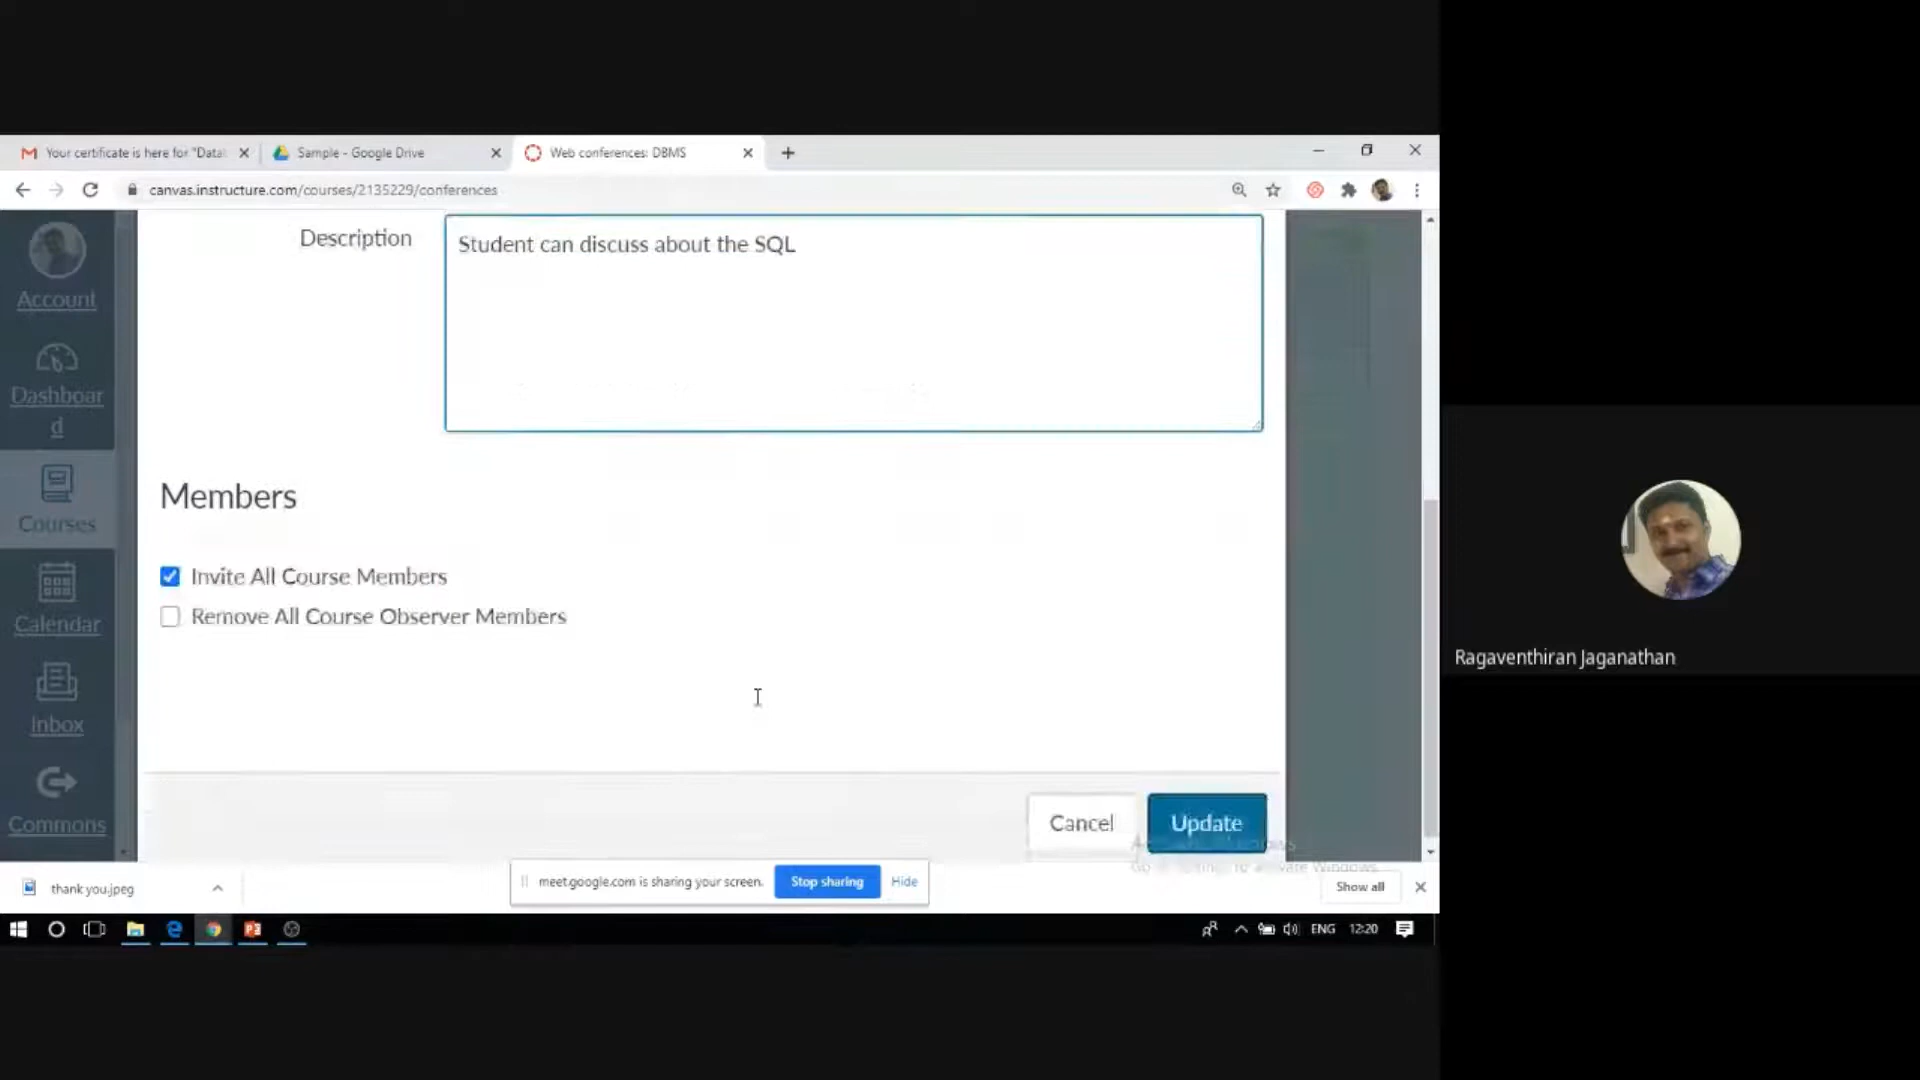 Your certificate is here for "Data
Sample - Google Drive
Web conferences: DBMS
canvas.instructure.com/courses/2135229/conferences
Account
Dashboar
d
Courses
Calendar
Inbox
Commons
Description
Student can discuss about the SQL
Members
Invite All Course Members
Remove All Course Observer Members
Cancel
Update
Ragaventhiran Jaganathan
thank you.jpeg
meet.google.com is sharing your screen.
Stop sharing
Hide
Show all
ENG
12:20